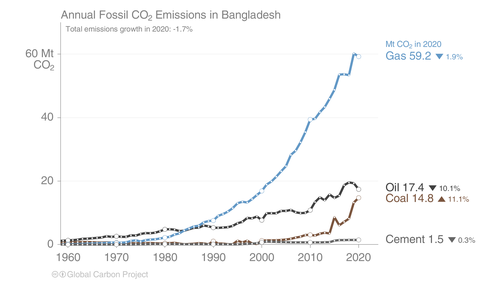 Annual Fossil CO₂ Emissions in Bangladesh
Total emissions growth in 2020: -1.7%
60 Mt
CO₂
40
20
0
1960 1970 1980 1990 2000 2010 2020
Mt CO₂ in 2020
Gas 59.2 ▼ 1.9%
Oil 17.4 ▼ 10.1%
Coal 14.8 ▲ 11.1%
Cement 1.5 ▼ 0.3%
Global Carbon Project